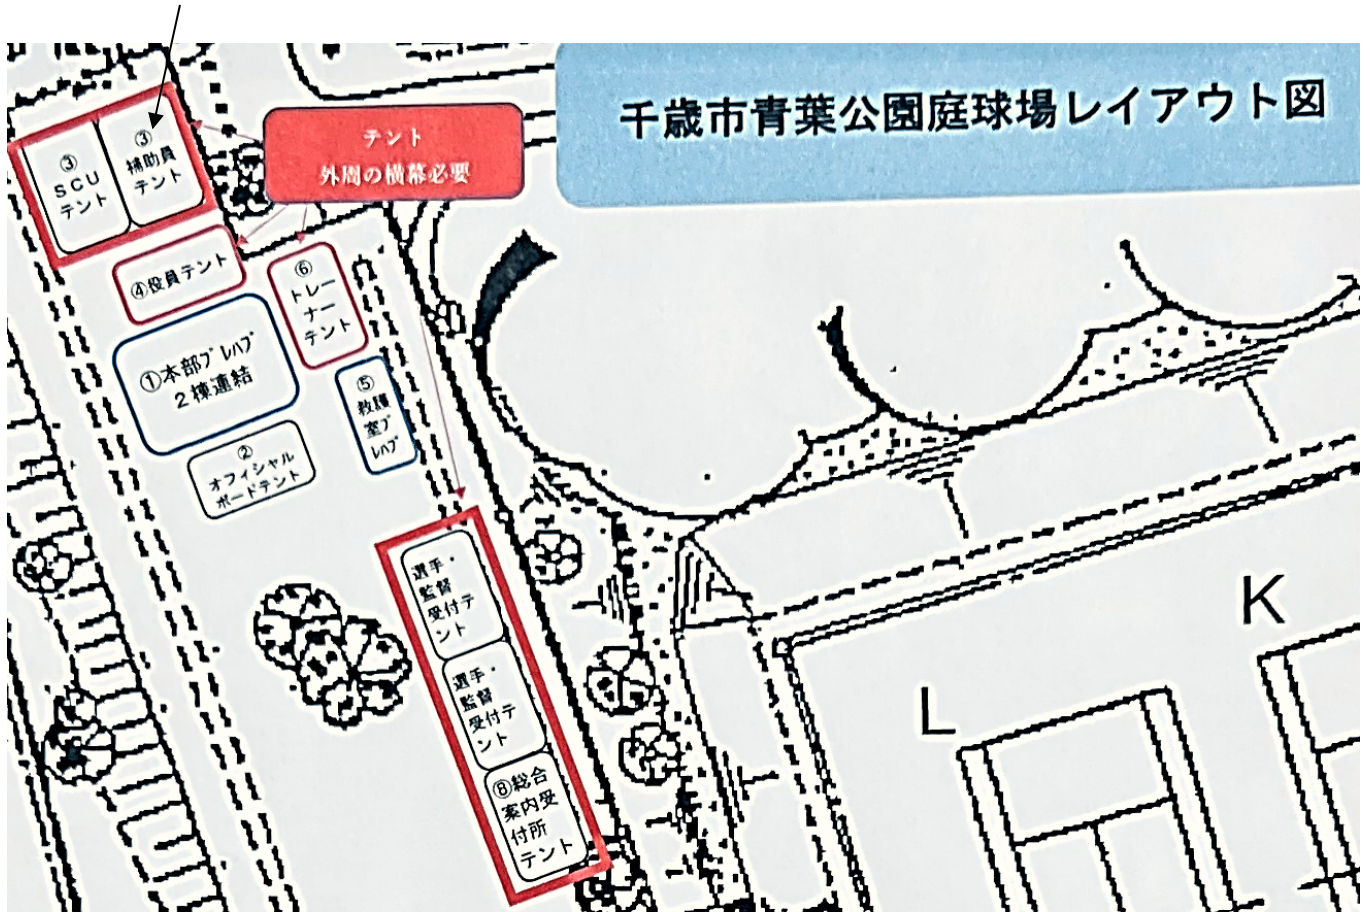 千歳市青葉公園庭球場レイアウト図
テント
外周の横幕必要
③
SCU
テント
③
補助員
テント
④役員テント
⑥
トレー
ナー
テント
①本部プレハブ
2棟連結
⑤
救護
室プ
レハブ
②
オフィシャル
ボードテント
選手・
監督
受付テ
ント
選手・
監督
受付テ
ント
⑧総合
案内受
付所
テント
K
L